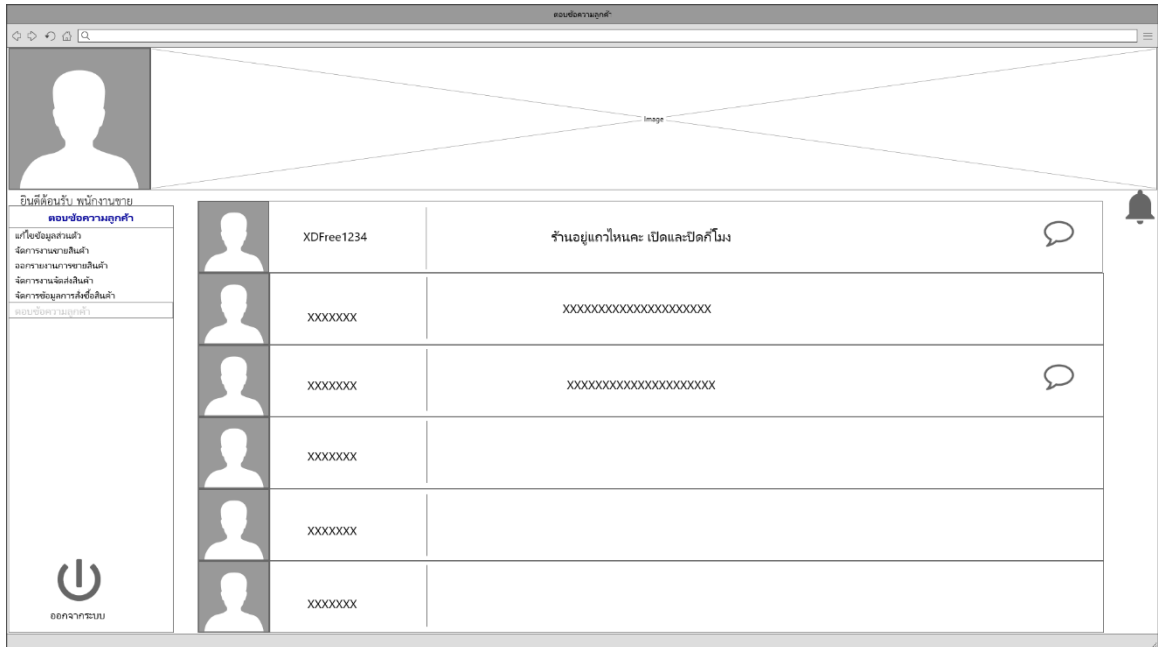 ตอบข้อความลูกค้า
Image
ยินดีต้อนรับ พนักงานขาย
ตอบข้อความลูกค้า
แก้ไขข้อมูลส่วนตัว
จัดการงานขายสินค้า
ออกรายงานการขายสินค้า
จัดการงานจัดส่งสินค้า
จัดการข้อมูลการสั่งซื้อสินค้า
ตอบข้อความลูกค้า
ออกจากระบบ
XDFree1234 ร้านอยู่แถวไหนคะ เปิดและปิดกี่โมง
XXXXXXX XXXXXXXXXXXXXXXXXXXXX
XXXXXXX XXXXXXXXXXXXXXXXXXXXX
XXXXXXX
XXXXXXX
XXXXXXX